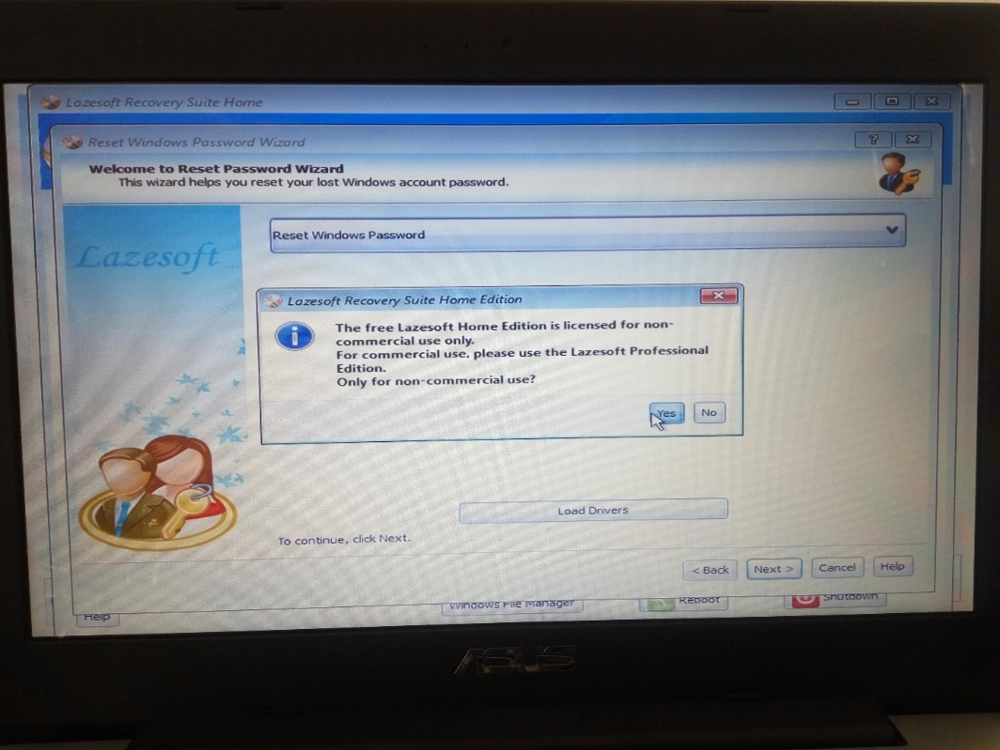 Lazesoft Recovery Suite Home
Reset Windows Password Wizard
?
Welcome to Reset Password Wizard
This wizard helps you reset your lost Windows account password.
Lazesoft
Reset Windows Password
Lazesoft Recovery Suite Home Edition
The free Lazesoft Home Edition is licensed for non-
commercial use only.
For commercial use, please use the Lazesoft Professional
Edition.
Only for non-commercial use?
Yes No
Load Drivers
To continue, click Next.
< Back Next > Cancel Help
Help Windows File Manager Reboot Shutdown
ASUS